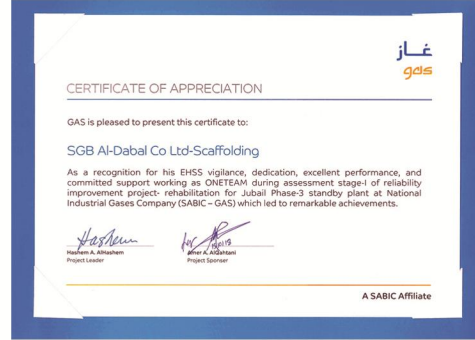 غاز
gas
CERTIFICATE OF APPRECIATION
GAS is pleased to present this certificate to:
SGB Al-Dabal Co Ltd-Scaffolding
As a recognition for his EHSS vigilance, dedication, excellent performance, and
committed support working as ONETEAM during assessment stage-I of reliability
improvement project- rehabilitation for Jubail Phase-3 standby plant at National
Industrial Gases Company (SABIC – GAS) which led to remarkable achievements.
Hashem
for
Hashem A. AlHashem
Amer A. AlQahtani
Project Leader
Project Sponser
A SABIC Affiliate